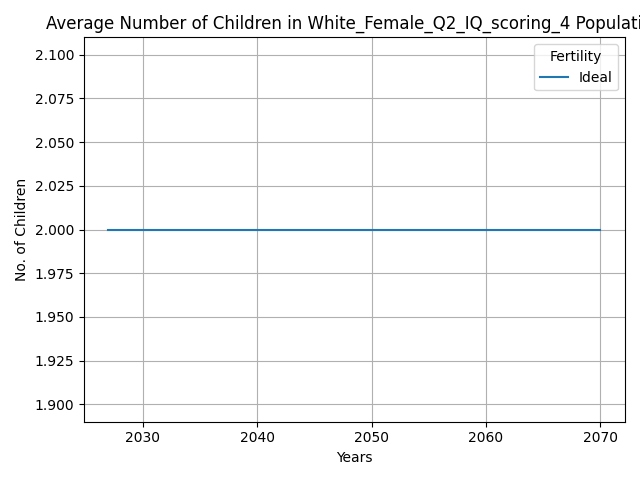 Average Number of Children in White_Female_Q2_IQ_scoring_4 Populati
Fertility
Ideal
2.100
2.075
2.050
2.025
2.000
1.975
1.950
1.925
1.900
No. of Children
2030 2040 2050 2060 2070
Years